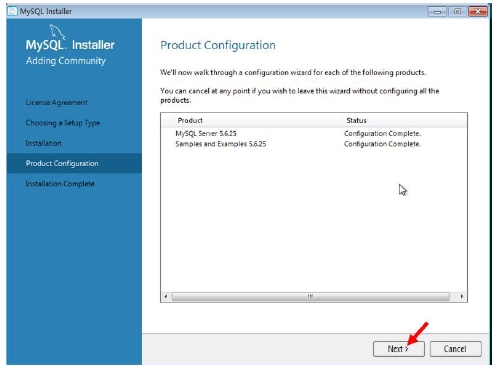 MySQL Installer
MySQL. Installer
Adding Community
License Agreement
Choosing a Setup Type
Installation
Product Configuration
Installation Complete
Product Configuration
We'll now walk through a configuration wizard for each of the following products.
You can cancel at any point if you wish to leave this wizard without configuring all the
products.
Product Status
MySQL Server 5.6.25 Configuration Complete.
Samples and Examples 5.6.25 Configuration Complete.
Next > Cancel